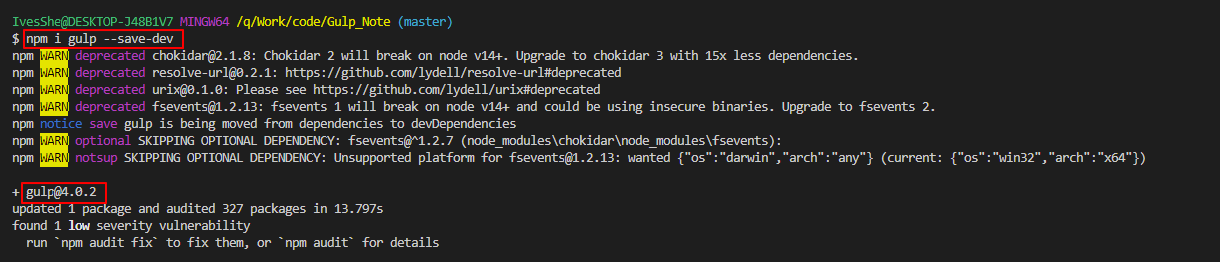 IvesShe@DESKTOP-J48B1V7 MINGW64 /q/Work/code/Gulp_Note (master)
$ npm i gulp --save-dev
npm WARN deprecated chokidar@2.1.8: Chokidar 2 will break on node v14+. Upgrade to chokidar 3 with 15x less dependencies.
npm WARN deprecated resolve-url@0.2.1: https://github.com/lydell/resolve-url#deprecated
npm WARN deprecated urix@0.1.0: Please see https://github.com/lydell/urix#deprecated
npm WARN deprecated fsevents@1.2.13: fsevents 1 will break on node v14+ and could be using insecure binaries. Upgrade to fsevents 2.
npm notice save gulp is being moved from dependencies to devDependencies
npm WARN optional SKIPPING OPTIONAL DEPENDENCY: fsevents@^1.2.7 (node_modules\chokidar\node_modules\fsevents):
npm WARN notsup SKIPPING OPTIONAL DEPENDENCY: Unsupported platform for fsevents@1.2.13: wanted {"os":"darwin","arch":"any"} (current: {"os":"win32","arch":"x64"})
+ gulp@4.0.2
updated 1 package and audited 327 packages in 13.797s
found 1 low severity vulnerability
run `npm audit fix` to fix them, or `npm audit` for details